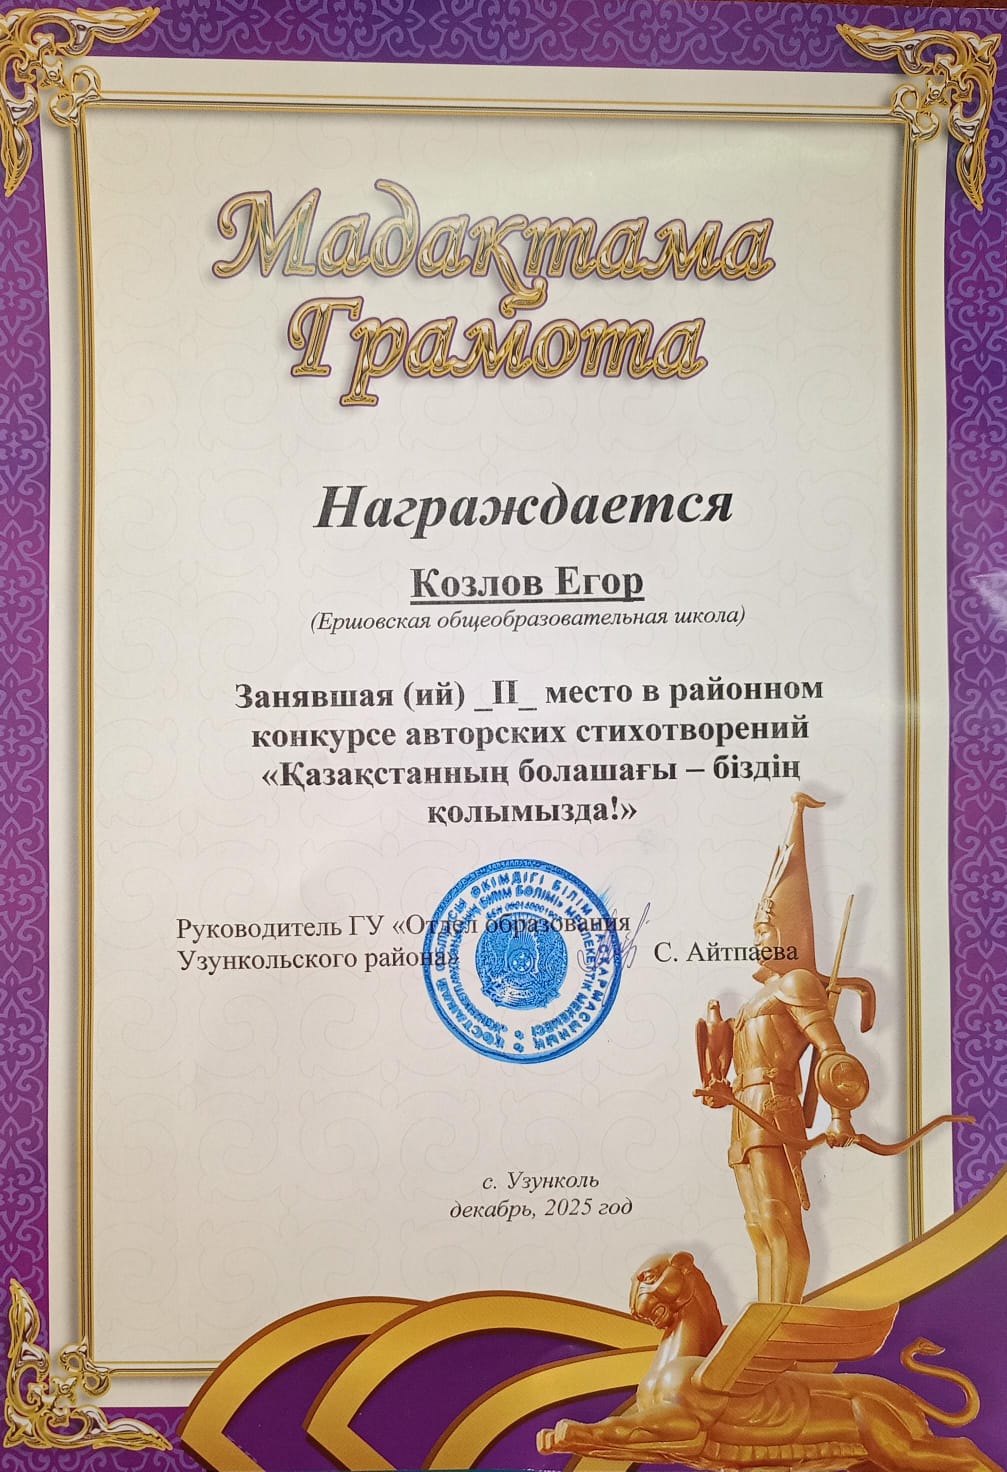 Мадақтама
Грамота
Награждается
Козлов Егор
(Ершовская общеобразовательная школа)
Занявшая (ий) _II_ место в районном
конкурсе авторских стихотворений
«Қазақстанның болашағы – біздің
қолымызда!»
Руководитель ГУ «Отдел образования
Узункольского района»
С. Айтпаева
с. Узунколь
декабрь, 2025 год